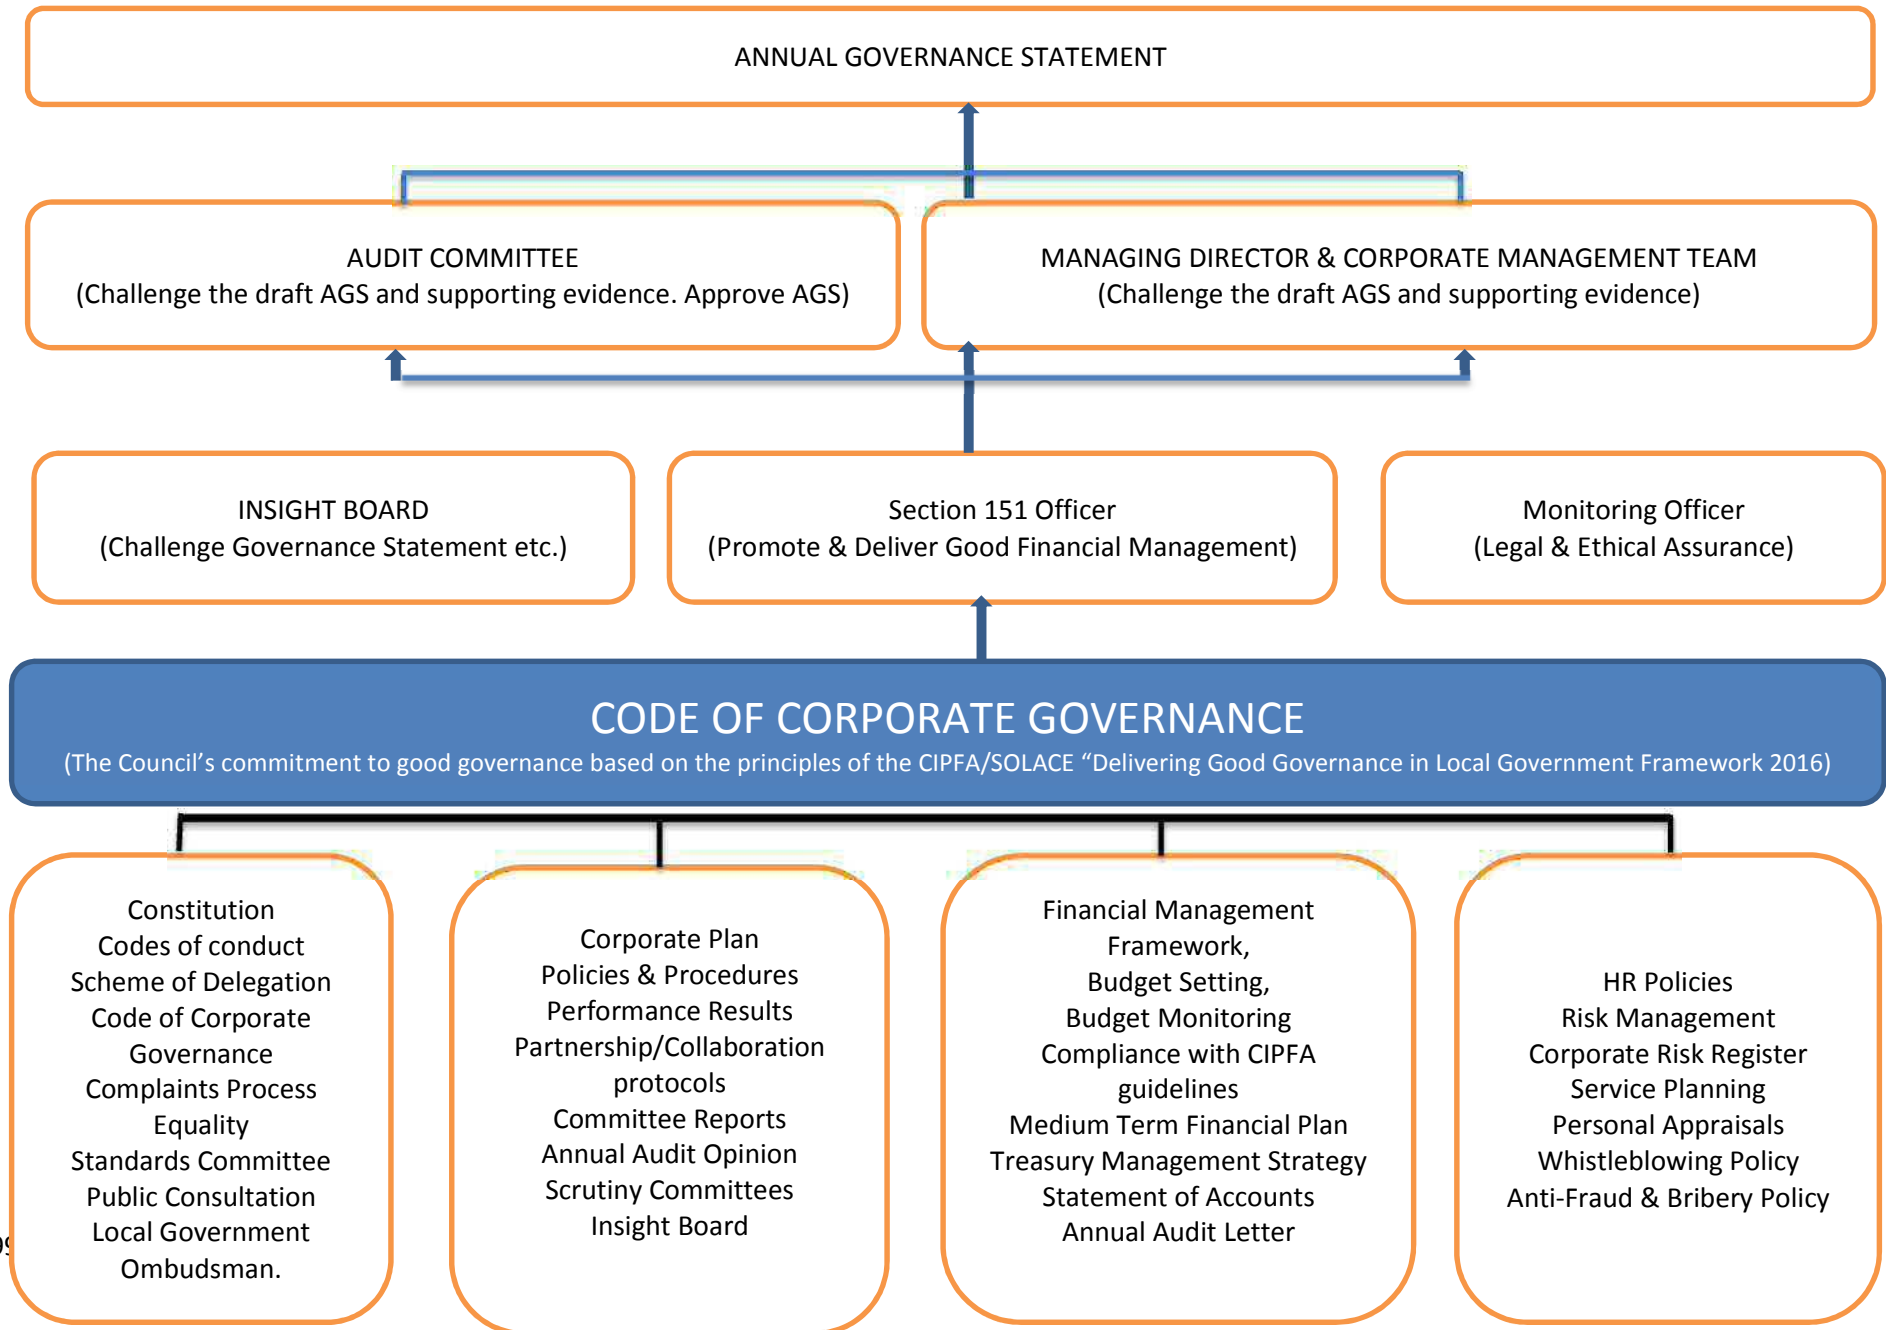 ANNUAL GOVERNANCE STATEMENT
AUDIT COMMITTEE
(Challenge the draft AGS and supporting evidence. Approve AGS)
MANAGING DIRECTOR & CORPORATE MANAGEMENT TEAM
(Challenge the draft AGS and supporting evidence)
INSIGHT BOARD
(Challenge Governance Statement etc.)
Section 151 Officer
(Promote & Deliver Good Financial Management)
Monitoring Officer
(Legal & Ethical Assurance)
CODE OF CORPORATE GOVERNANCE
(The Council’s commitment to good governance based on the principles of the CIPFA/SOLACE “Delivering Good Governance in Local Government Framework 2016)
Constitution
Codes of conduct
Scheme of Delegation
Code of Corporate
Governance
Complaints Process
Equality
Standards Committee
Public Consultation
Local Government
Ombudsman.
Corporate Plan
Policies & Procedures
Performance Results
Partnership/Collaboration
protocols
Committee Reports
Annual Audit Opinion
Scrutiny Committees
Insight Board
Financial Management
Framework,
Budget Setting,
Budget Monitoring
Compliance with CIPFA
guidelines
Medium Term Financial Plan
Treasury Management Strategy
Statement of Accounts
Annual Audit Letter
HR Policies
Risk Management
Corporate Risk Register
Service Planning
Personal Appraisals
Whistleblowing Policy
Anti-Fraud & Bribery Policy